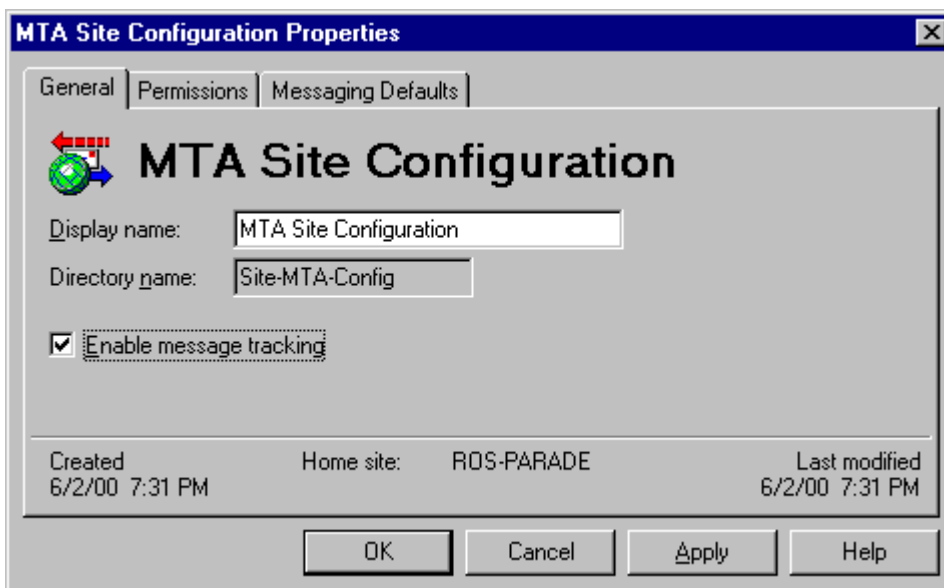 MTA Site Configuration Properties
General Permissions Messaging Defaults
MTA Site Configuration
Display name: MTA Site Configuration
Directory name: Site-MTA-Config
Enable message tracking
Created Home site: ROS-PARADE Last modified
6/2/00 7:31 PM 6/2/00 7:31 PM
OK Cancel Apply Help